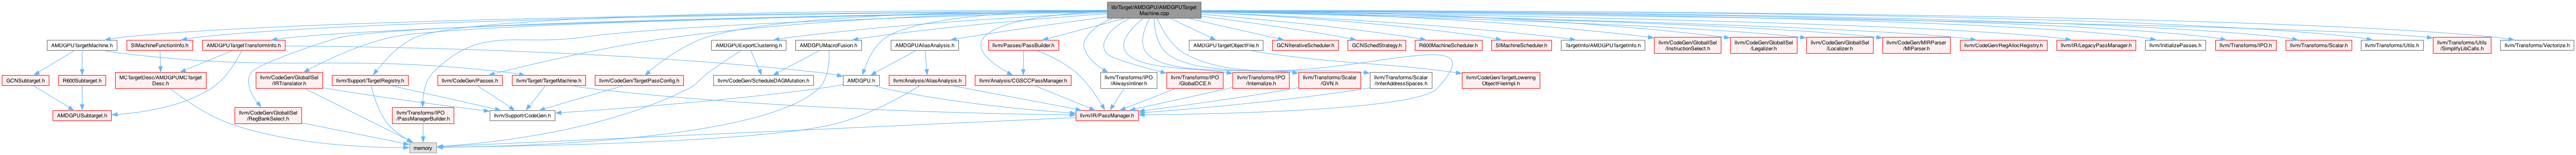 lib/Target/AMDGPU/AMDGPUTarget
Machine.cpp
AMDGPUTargetMachine.h
SIMachineFunctionInfo.h
AMDGPUTargetTransformInfo.h
AMDGPUExportClustering.h
AMDGPUMacroFusion.h
AMDGPUAliasAnalysis.h
llvm/Passes/PassBuilder.h
AMDGPUTargetObjectFile.h
GCNIterativeScheduler.h
GCNSchedStrategy.h
R600MachineScheduler.h
SIMachineScheduler.h
TargetInfo/AMDGPUTargetInfo.h
llvm/CodeGen/GlobalISel
/InstructionSelect.h
llvm/CodeGen/GlobalISel
/Legalizer.h
llvm/CodeGen/GlobalISel
/Localizer.h
llvm/CodeGen/MIRParser
/MIParser.h
llvm/CodeGen/RegAllocRegistry.h
llvm/IR/LegacyPassManager.h
llvm/InitializePasses.h
llvm/Transforms/IPO.h
llvm/Transforms/Scalar.h
llvm/Transforms/Utils.h
llvm/Transforms/Utils
/SimplifyLibCalls.h
llvm/Transforms/Vectorize.h
GCNSubtarget.h
R600Subtarget.h
MCTargetDesc/AMDGPUMCTarget
Desc.h
llvm/CodeGen/GlobalISel
/IRTranslator.h
llvm/Support/TargetRegistry.h
llvm/CodeGen/Passes.h
llvm/Target/TargetMachine.h
llvm/CodeGen/TargetPassConfig.h
llvm/CodeGen/ScheduleDAGMutation.h
AMDGPU.h
llvm/Analysis/AliasAnalysis.h
llvm/Analysis/CGSCCPassManager.h
llvm/Transforms/IPO
/AlwaysInliner.h
llvm/Transforms/IPO
/GlobalDCE.h
llvm/Transforms/IPO
/Internalize.h
llvm/Transforms/Scalar
/GVN.h
llvm/Transforms/Scalar
/InferAddressSpaces.h
llvm/CodeGen/TargetLowering
ObjectFileImpl.h
AMDGPUSubtarget.h
llvm/CodeGen/GlobalISel
/RegBankSelect.h
llvm/Transforms/IPO
/PassManagerBuilder.h
llvm/Support/CodeGen.h
llvm/IR/PassManager.h
memory